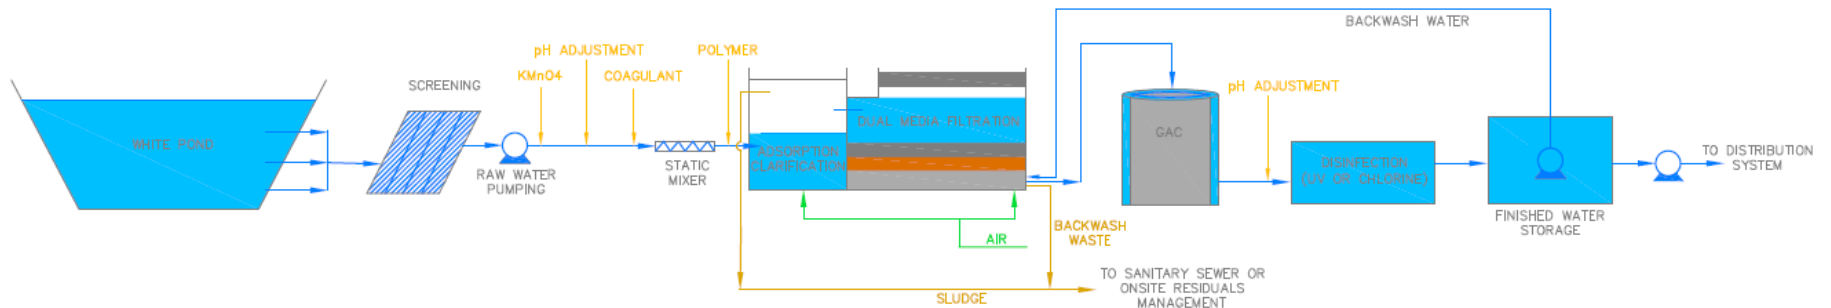 BACKWASH WATER
pH ADJUSTMENT
POLYMER
KMnO4
COAGULANT
SCREENING
pH ADJUSTMENT
DUAL MEDIA FILTRATION
GAC
WHITE POND
ADSORPTION
CLARIFICATION
STATIC
MIXER
RAW WATER
PUMPING
DISINFECTION
(UV OR CHLORINE)
TO DISTRIBUTION
SYSTEM
FINISHED WATER
STORAGE
BACKWASH
WASTE
AIR
TO SANITARY SEWER OR
ONSITE RESIDUALS
MANAGEMENT
SLUDGE